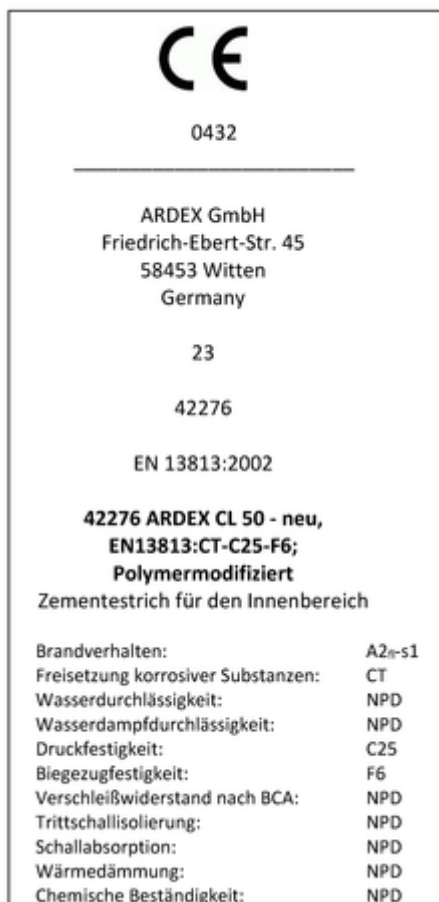 CE
0432
ARDEX GmbH
Friedrich-Ebert-Str. 45
58453 Witten
Germany
23
42276
EN 13813:2002
42276 ARDEX CL 50 - neu,
EN13813:CT-C25-F6;
Polymermodifiziert
Zementestrich für den Innenbereich
Brandverhalten: A2fl-s1
Freisetzung korrosiver Substanzen: CT
Wasserdurchlässigkeit: NPD
Wasserdampfdurchlässigkeit: NPD
Druckfestigkeit: C25
Biegezugfestigkeit: F6
Verschleißwiderstand nach BCA: NPD
Trittschallisolierung: NPD
Schallabsorption: NPD
Wärmedämmung: NPD
Chemische Beständigkeit: NPD